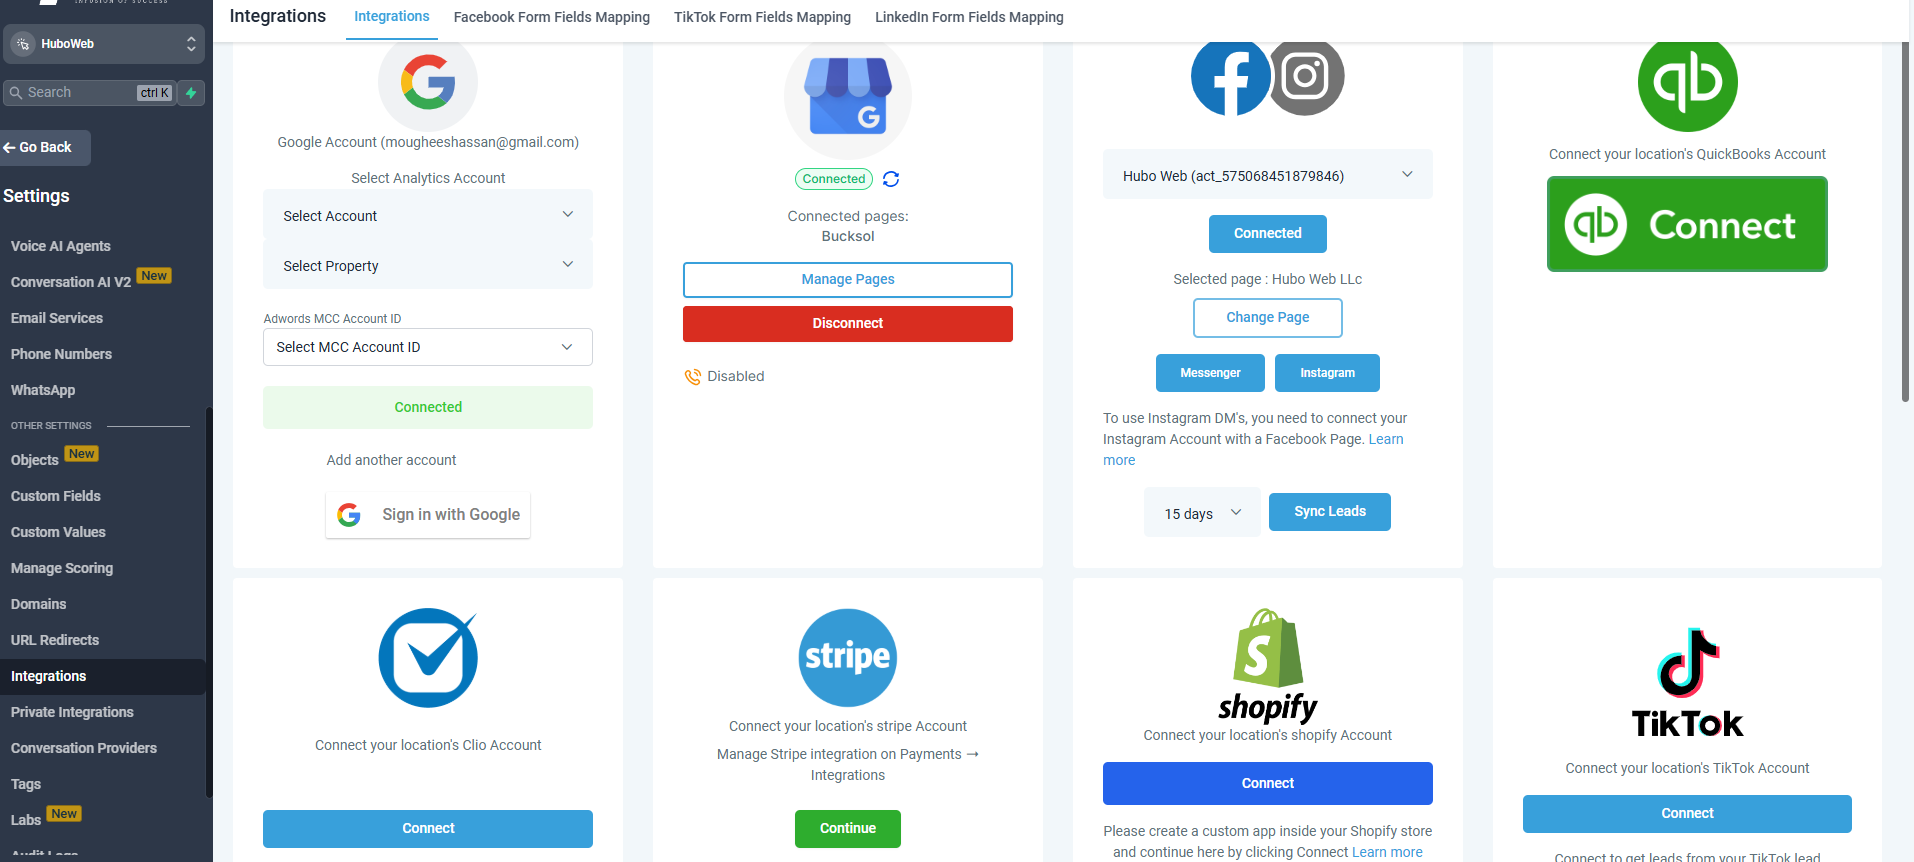 INFUSION OF SUCCESS
HuboWeb
Search
ctrl K
Go Back
Settings
Voice AI Agents
Conversation AI V2 New
Email Services
Phone Numbers
WhatsApp
OTHER SETTINGS
Objects New
Custom Fields
Custom Values
Manage Scoring
Domains
URL Redirects
Integrations
Private Integrations
Conversation Providers
Tags
Labs New
Audit Logs
Integrations
Integrations
Facebook Form Fields Mapping
TikTok Form Fields Mapping
LinkedIn Form Fields Mapping
Google Account (mougheeshassan@gmail.com)
Select Analytics Account
Select Account
Select Property
Adwords MCC Account ID
Select MCC Account ID
Connected
Add another account
Sign in with Google
G
Connected
Connected pages:
Bucksol
Manage Pages
Disconnect
Disabled
Hubo Web (act_575068451879846)
Connected
Selected page : Hubo Web LLc
Change Page
Messenger
Instagram
To use Instagram DM's, you need to connect your
Instagram Account with a Facebook Page. Learn
more
15 days
Sync Leads
qb
Connect your location's QuickBooks Account
qb Connect
Connect your location's Clio Account
Connect
stripe
Connect your location's stripe Account
Manage Stripe integration on Payments →
Integrations
Continue
shopify
Connect your location's shopify Account
Connect
Please create a custom app inside your Shopify store
and continue here by clicking Connect Learn more
TikTok
Connect your location's TikTok Account
Connect
Connect to get leads from your TikTok lead